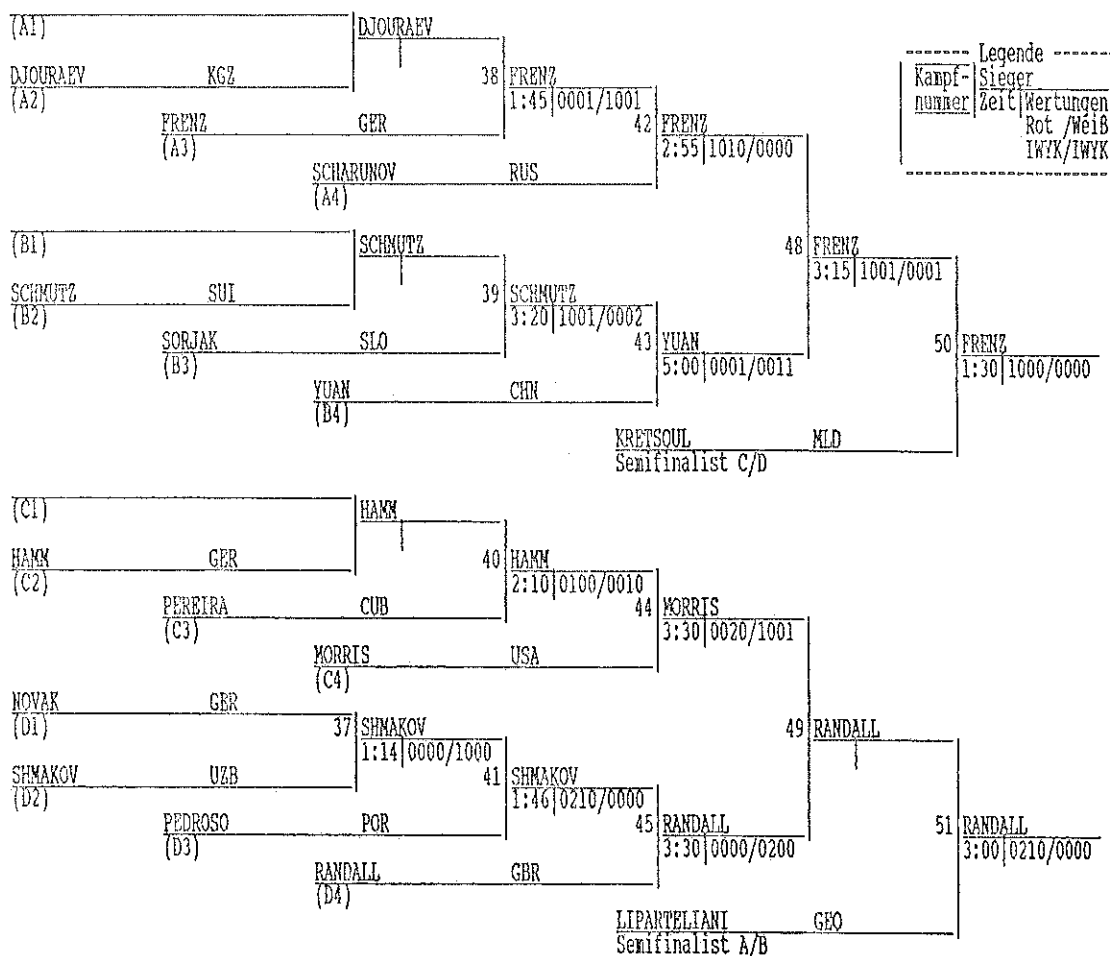 (A1)
DJOURAEV
DJOURAEV KGZ
(A2)
38 FRENZ
1:45 0001/1001
FRENZ GER
(A3)
42 FRENZ
2:55 1010/0000
SCHARUNOV RUS
(A4)
(B1)
SCHMUTZ
48 FRENZ
3:15 1001/0001
SCHMUTZ SUI
(B2)
39 SCHMUTZ
3:20 1001/0002
SORJAK SLO
(B3)
43 YUAN
5:00 0001/0011
50 FRENZ
1:30 1000/0000
YUAN CHN
(B4)
KRETSOUL MLD
Semifinalist C/D
Legende
Kampf- Sieger
nummer Zeit Wertungen
Rot /Weiß
IWYK/IWYK
(C1)
HAMM
HAMM GER
(C2)
40 HAMM
2:10 0100/0010
PEREIRA CUB
(C3)
44 MORRIS
3:30 0020/1001
MORRIS USA
(C4)
NOVAK GBR
(D1)
37 SHMAKOV
1:14 0000/1000
49 RANDALL
SHMAKOV UZB
(D2)
41 SHMAKOV
1:46 0210/0000
PEDROSO POR
(D3)
45 RANDALL
3:30 0000/0200
51 RANDALL
3:00 0210/0000
RANDALL GBR
(D4)
LIPARTELIANI GEO
Semifinalist A/B